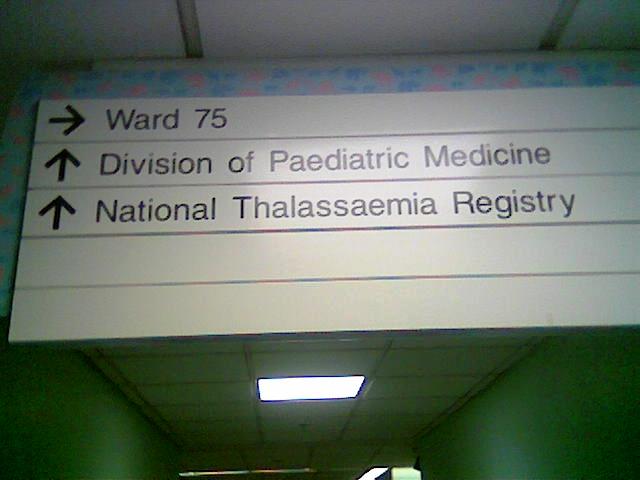 → Ward 75
↑ Division of Paediatric Medicine
↑ National Thalassaemia Registry